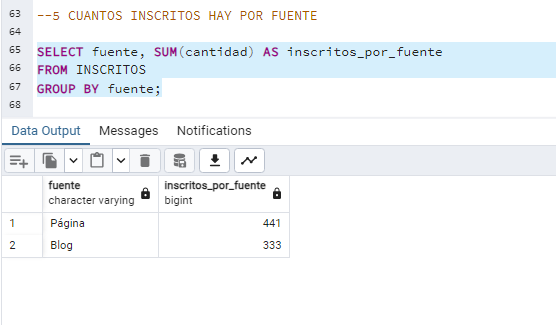 63 --5 CUANTOS INSCRITOS HAY POR FUENTE
64
65 SELECT fuente, SUM(cantidad) AS inscritos_por_fuente
66 FROM INSCRITOS
67 GROUP BY fuente;
68
Data Output Messages Notifications
fuente inscritos_por_fuente
character varying bigint
1 Página 441
2 Blog 333